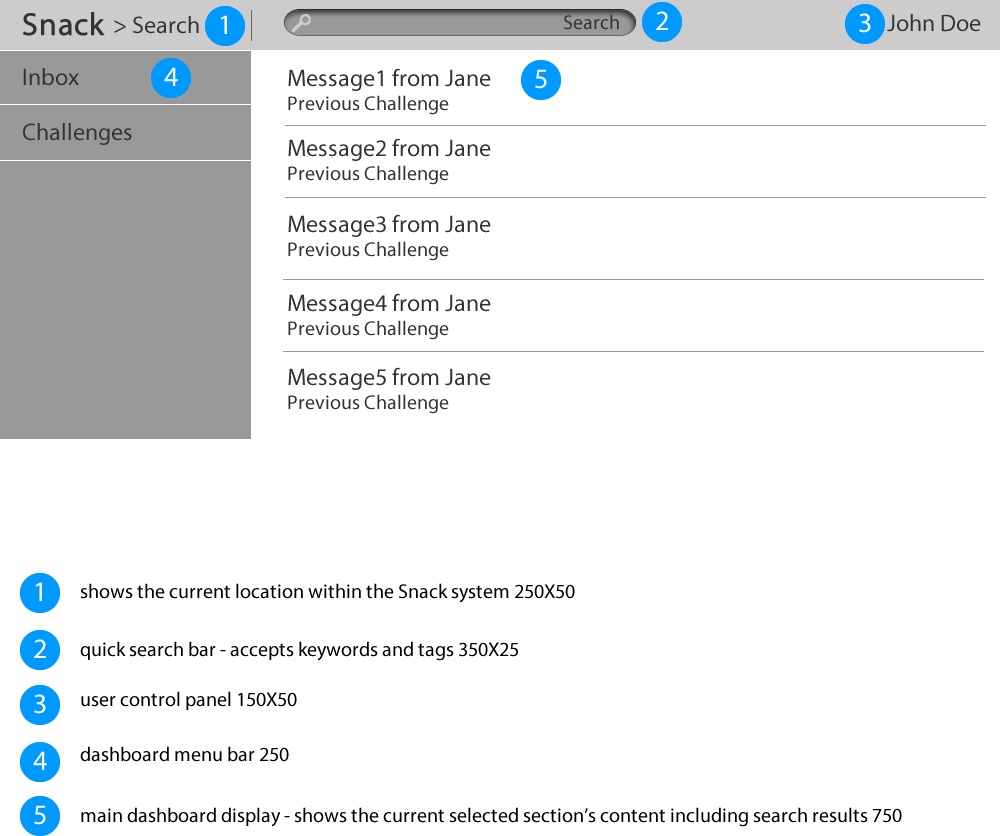 Snack > Search 1
Search 2
3 John Doe
Inbox 4
Challenges
Message1 from Jane 5
Previous Challenge
Message2 from Jane
Previous Challenge
Message3 from Jane
Previous Challenge
Message4 from Jane
Previous Challenge
Message5 from Jane
Previous Challenge
1 shows the current location within the Snack system 250X50
2 quick search bar - accepts keywords and tags 350X25
3 user control panel 150X50
4 dashboard menu bar 250
5 main dashboard display - shows the current selected section’s content including search results 750